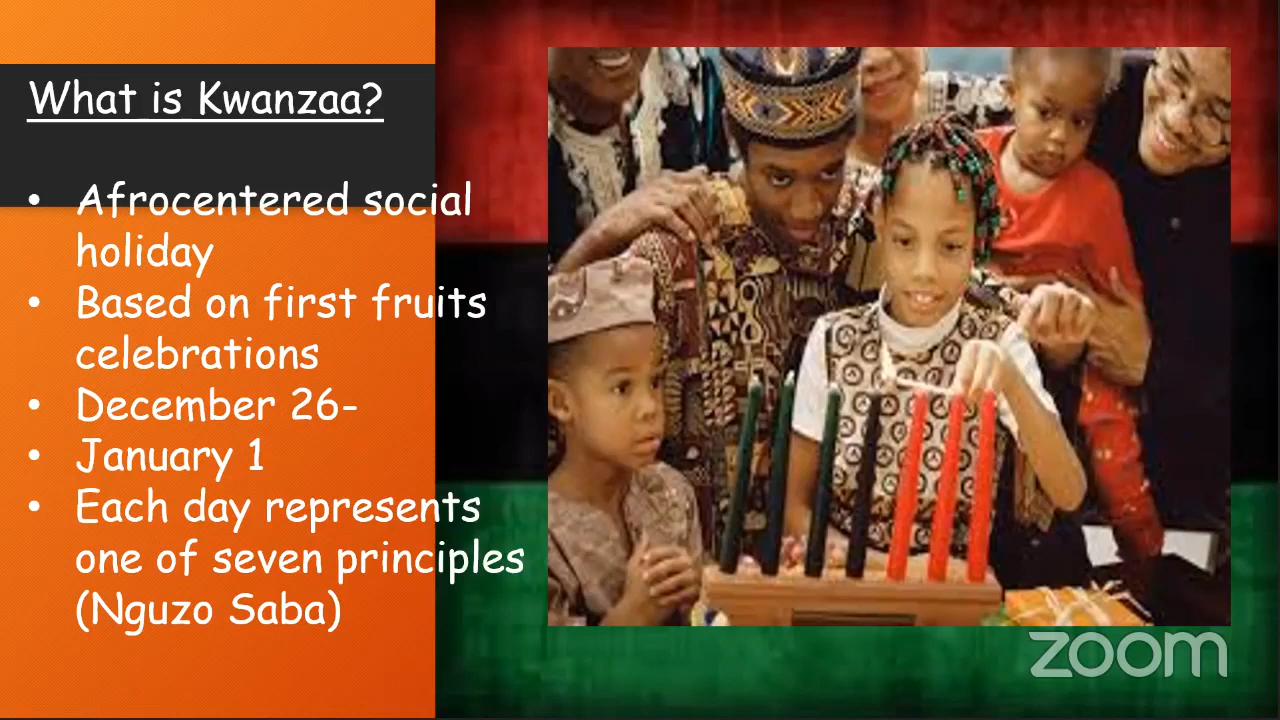 What is Kwanzaa?
• Afrocentered social
holiday
• Based on first fruits
celebrations
• December 26-
• January 1
• Each day represents
one of seven principles
(Nguzo Saba)
zoom